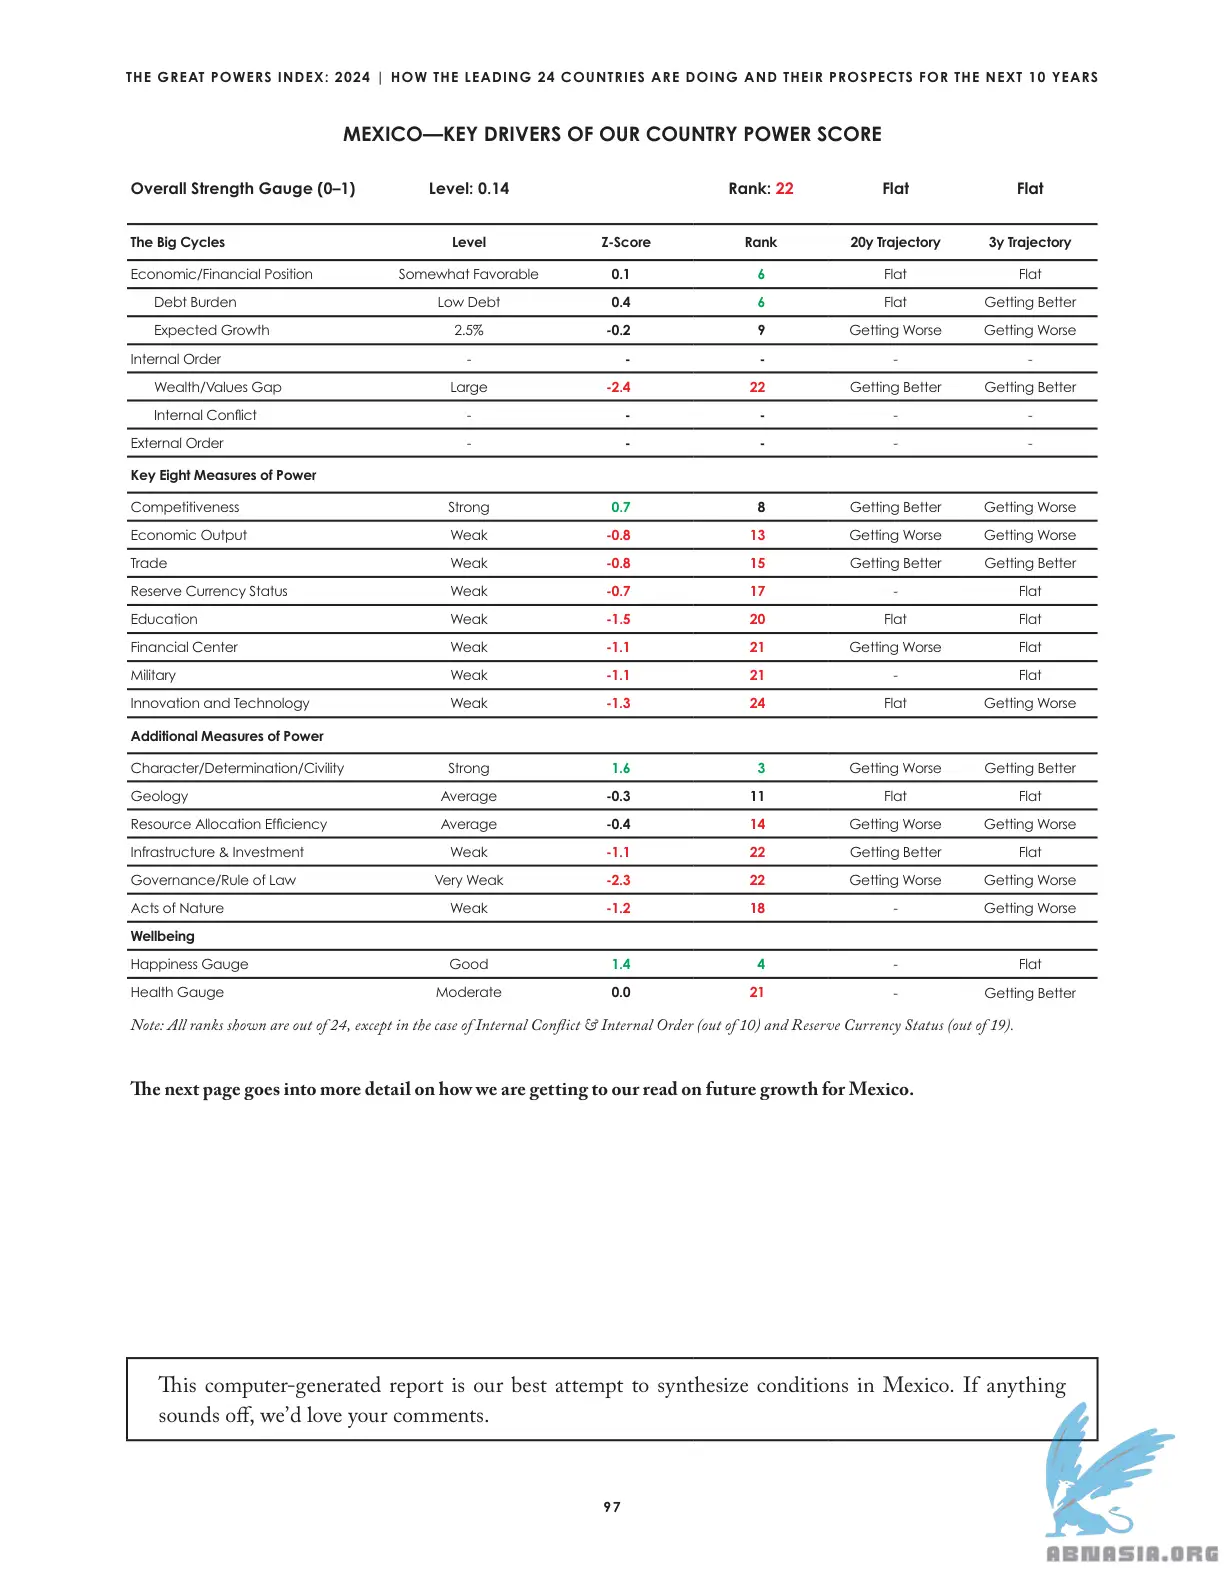 THE GREAT POWERS INDEX: 2024 | HOW THE LEADING 24 COUNTRIES ARE DOING AND THEIR PROSPECTS FOR THE NEXT 10 YEARS
MEXICO—KEY DRIVERS OF OUR COUNTRY POWER SCORE
Overall Strength Gauge (0–1) Level: 0.14 Rank: 22 Flat Flat
The Big Cycles Level Z-Score Rank 20y Trajectory 3y Trajectory
Economic/Financial Position Somewhat Favorable 0.1 6 Flat Flat
Debt Burden Low Debt 0.4 6 Flat Getting Better
Expected Growth 2.5% -0.2 9 Getting Worse Getting Worse
Internal Order - - - - -
Wealth/Values Gap Large -2.4 22 Getting Better Getting Better
Internal Conflict - - - - -
External Order - - - - -
Key Eight Measures of Power
Competitiveness Strong 0.7 8 Getting Better Getting Worse
Economic Output Weak -0.8 13 Getting Worse Getting Worse
Trade Weak -0.8 15 Getting Better Getting Better
Reserve Currency Status Weak -0.7 17 - Flat
Education Weak -1.5 20 Flat Flat
Financial Center Weak -1.1 21 Getting Worse Flat
Military Weak -1.1 21 - Flat
Innovation and Technology Weak -1.3 24 Flat Getting Worse
Additional Measures of Power
Character/Determination/Civility Strong 1.6 3 Getting Worse Getting Better
Geology Average -0.3 11 Flat Flat
Resource Allocation Efficiency Average -0.4 14 Getting Worse Getting Worse
Infrastructure & Investment Weak -1.1 22 Getting Better Flat
Governance/Rule of Law Very Weak -2.3 22 Getting Worse Getting Worse
Acts of Nature Weak -1.2 18 - Getting Worse
Wellbeing
Happiness Gauge Good 1.4 4 - Flat
Health Gauge Moderate 0.0 21 - Getting Better
Note: All ranks shown are out of 24, except in the case of Internal Conflict & Internal Order (out of 10) and Reserve Currency Status (out of 19).
The next page goes into more detail on how we are getting to our read on future growth for Mexico.
This computer-generated report is our best attempt to synthesize conditions in Mexico. If anything
sounds off, we'd love your comments.
97
ABNASIA.ORG